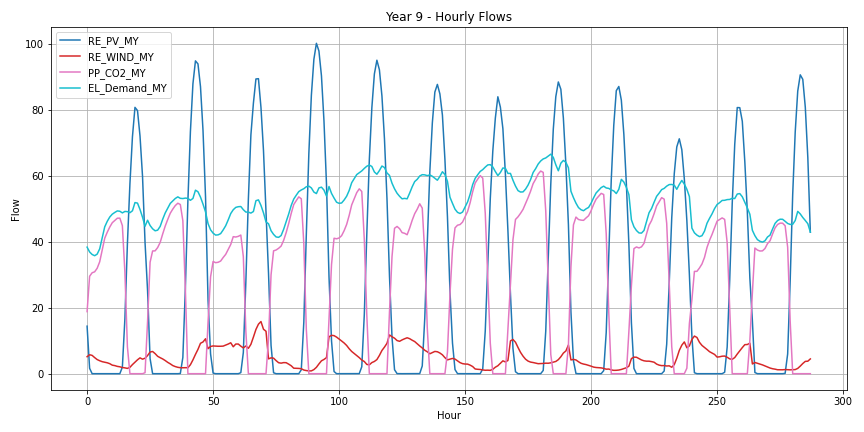 Year 9 - Hourly Flows
RE_PV_MY
RE_WIND_MY
PP_CO2_MY
EL_Demand_MY
100
80
60
40
20
0
Flow
0 50 100 150 200 250 300
Hour